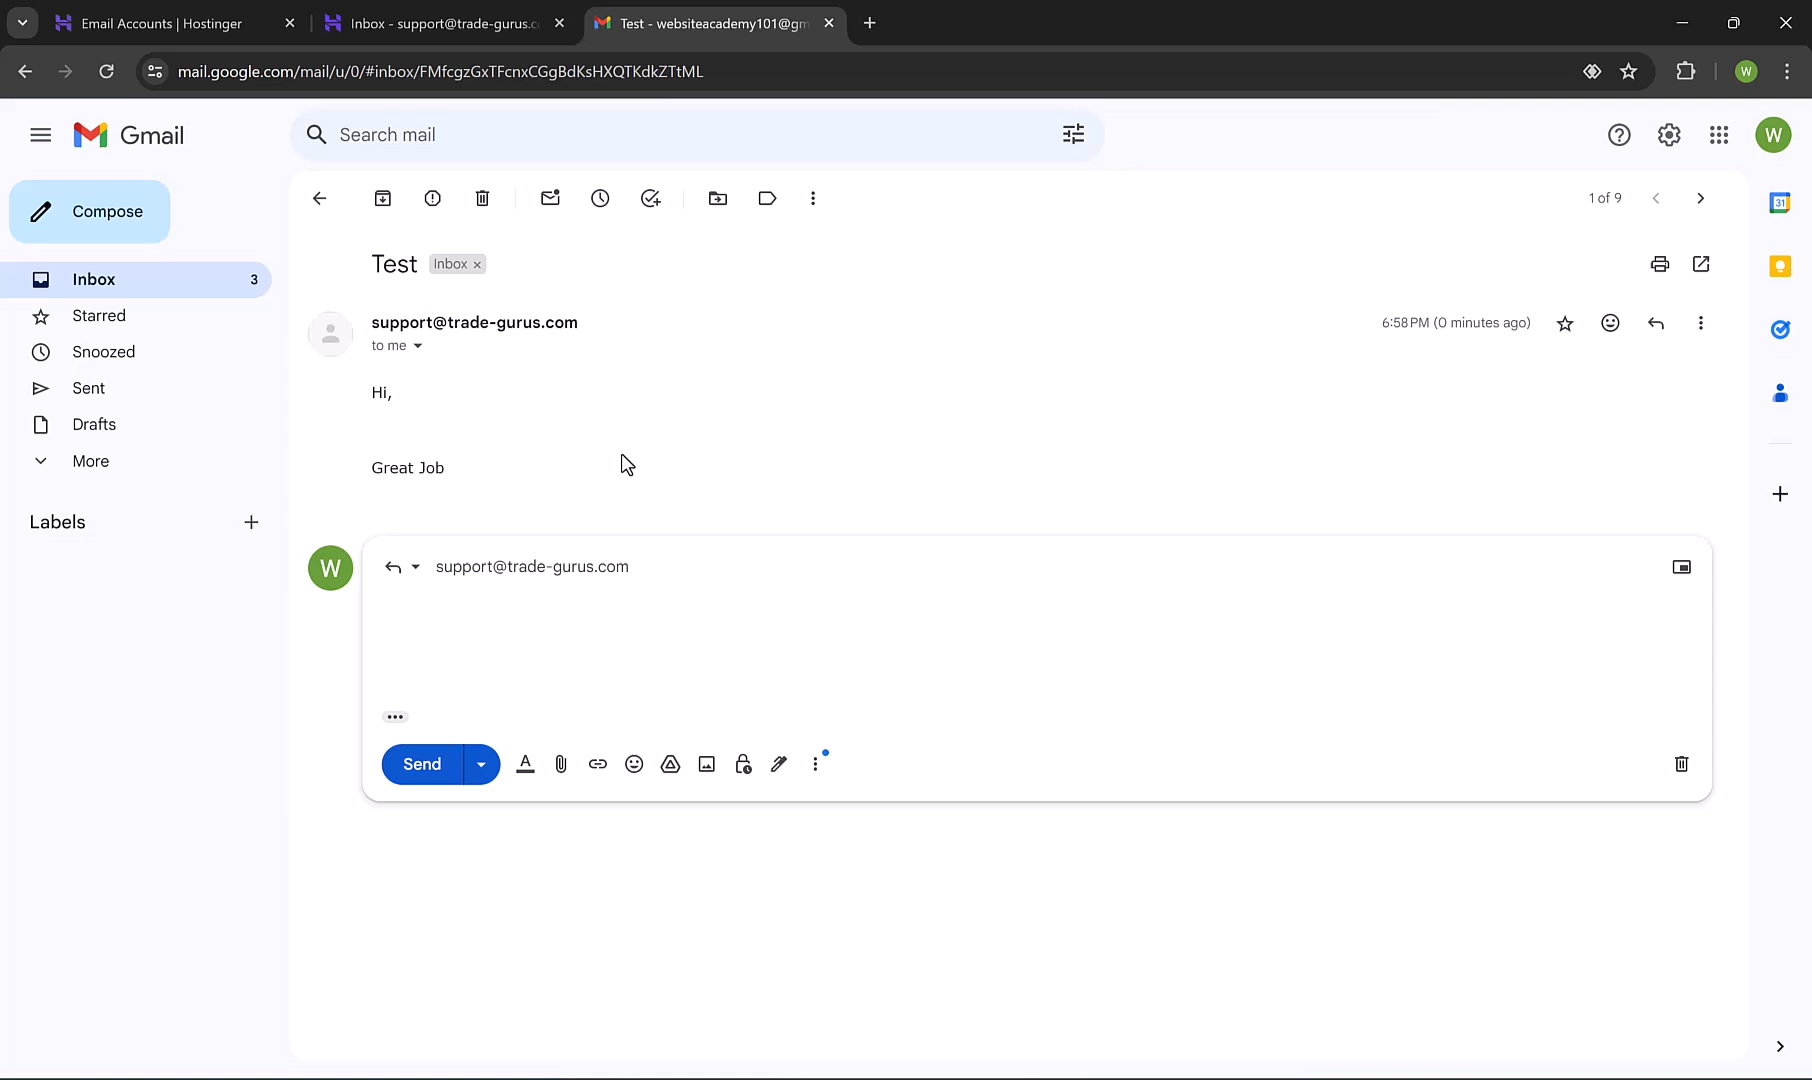 Email Accounts | Hostinger
Inbox - support@trade-gurus.c
Test - websiteacademy101@gm
mail.google.com/mail/u/0/#inbox/FMfcgzGxTFcnxCGgBdKsHXQTKdkZTtML
W
Gmail
Search mail
W
Compose
1 of 9
31
Test
Inbox ×
Inbox
3
Starred
Snoozed
Sent
Drafts
More
Labels
support@trade-gurus.com
6:58 PM (0 minutes ago)
to me
Hi,
Great Job
W
support@trade-gurus.com
Send
A